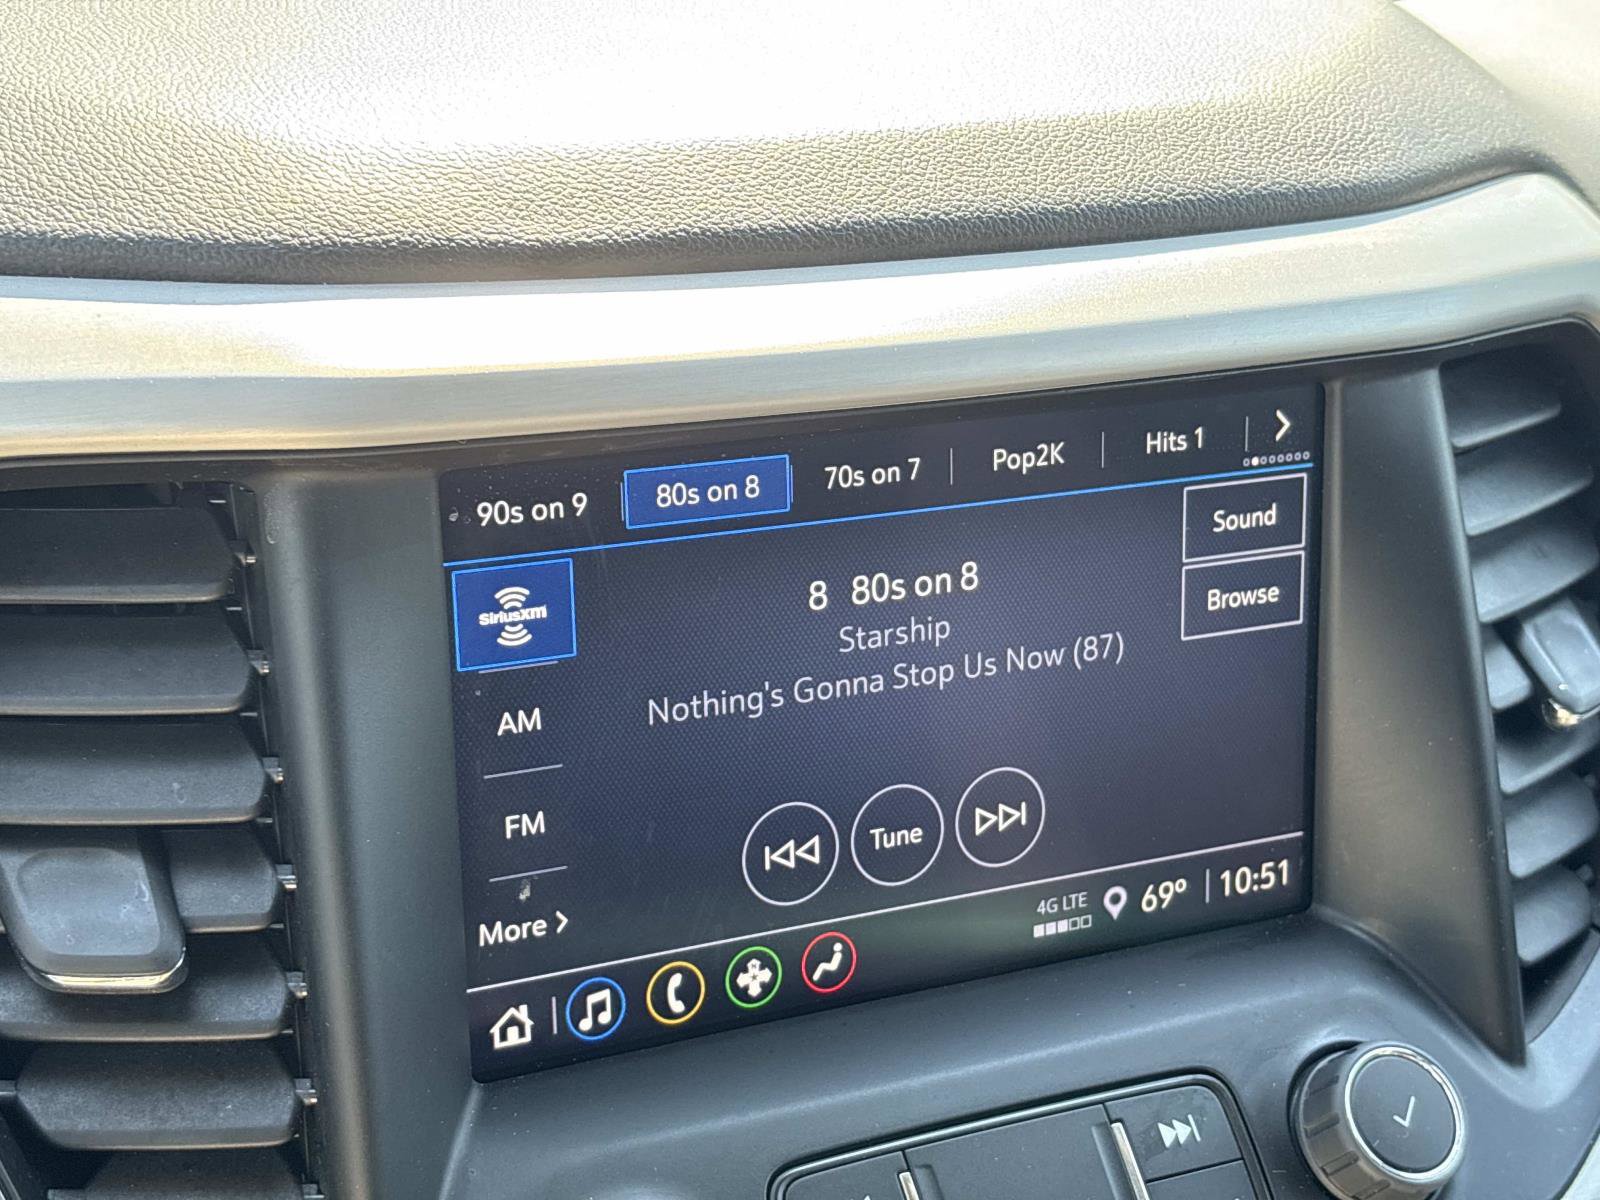 90s on 9
80s on 8
70s on 7
Pop2K
Hits 1
siriusxm
AM
FM
More
8 80s on 8
Starship
Nothing's Gonna Stop Us Now (87)
Sound
Browse
Tune
4G LTE
69°
10:51